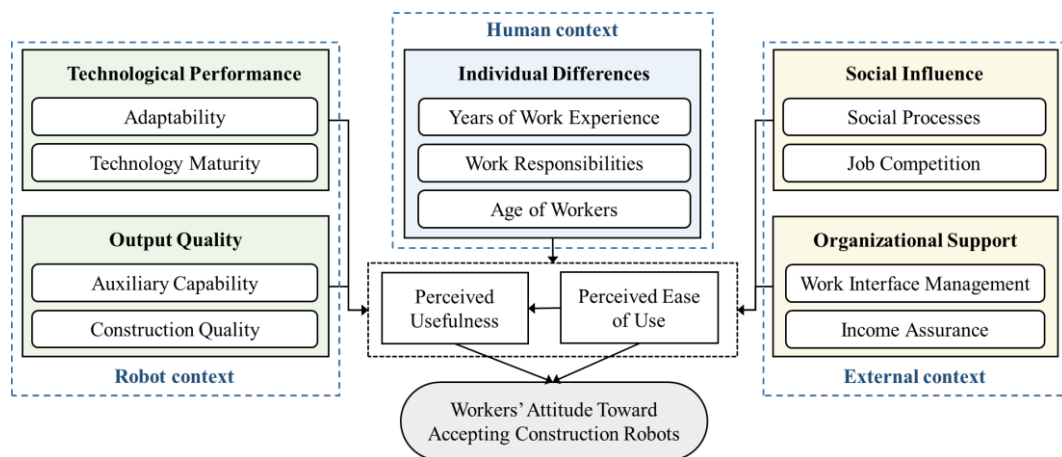 Technological Performance
Adaptability
Technology Maturity
Output Quality
Auxiliary Capability
Construction Quality
Robot context
Human context
Individual Differences
Years of Work Experience
Work Responsibilities
Age of Workers
Perceived
Usefulness
Perceived Ease
of Use
Workers’ Attitude Toward
Accepting Construction Robots
Social Influence
Social Processes
Job Competition
Organizational Support
Work Interface Management
Income Assurance
External context